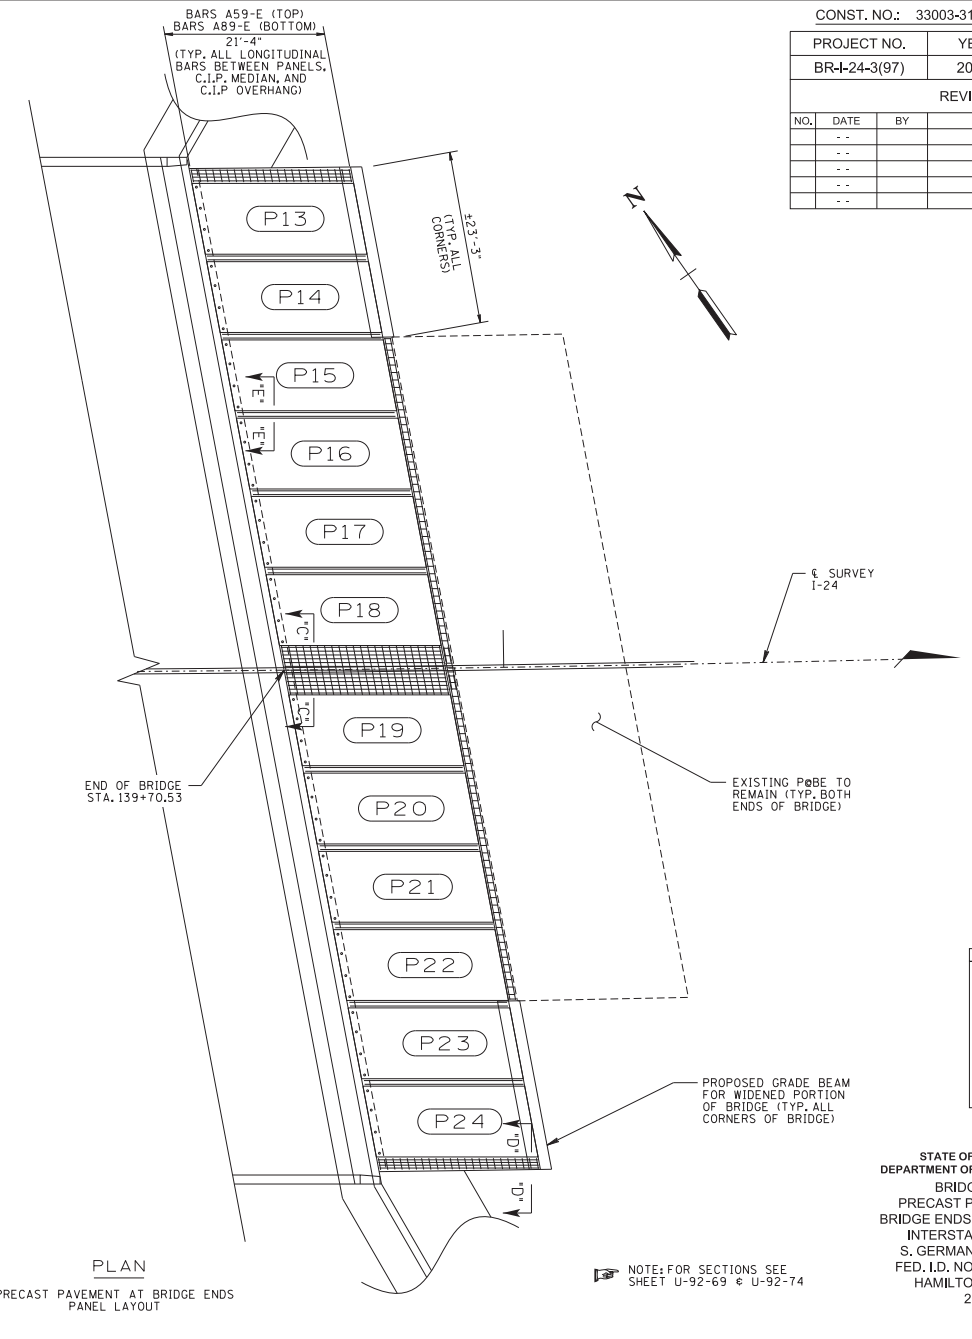 BARS A59-E (TOP)
BARS A89-E (BOTTOM)
21'-4"
(TYP. ALL LONGITUDINAL
BARS BETWEEN PANELS,
C.I.P. MEDIAN, AND
C.I.P OVERHANG)
CONST. NO.: 33003-31
PROJECT NO.
BR-I-24-3(97)
20
REVI
NO.
DATE
BY
- -
- -
- -
- -
- -
N
±23'-3"
(TYP. ALL
CORNERS)
P13
P14
P15
"E"
"E"
P16
P17
P18
"C"
"C"
℄ SURVEY
I-24
P19
END OF BRIDGE
STA. 139+70.53
EXISTING P@BE TO
REMAIN (TYP. BOTH
ENDS OF BRIDGE)
P20
P21
P22
P23
P24
"D"
"D"
PROPOSED GRADE BEAM
FOR WIDENED PORTION
OF BRIDGE (TYP. ALL
CORNERS OF BRIDGE)
STATE OF
DEPARTMENT OF
BRIDG
PRECAST P
BRIDGE ENDS
INTERSTA
S. GERMAN
FED. I.D. NO
HAMILTO
2
PLAN
PRECAST PAVEMENT AT BRIDGE ENDS
PANEL LAYOUT
NOTE: FOR SECTIONS SEE
SHEET U-92-69 & U-92-74